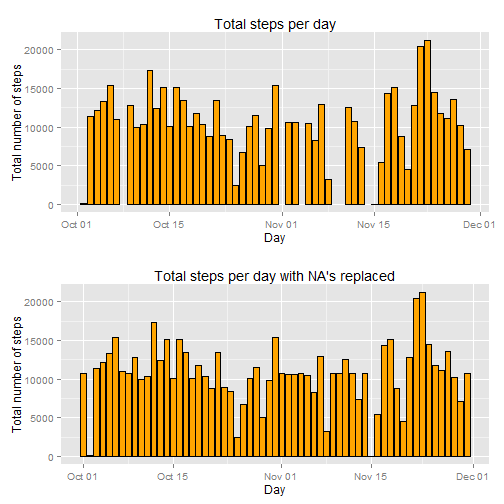 Total steps per day
Total number of steps
20000
15000
10000
5000
0
Oct 01
Oct 15
Nov 01
Nov 15
Dec 01
Day
Total steps per day with NA's replaced
Total number of steps
20000
15000
10000
5000
0
Oct 01
Oct 15
Nov 01
Nov 15
Dec 01
Day